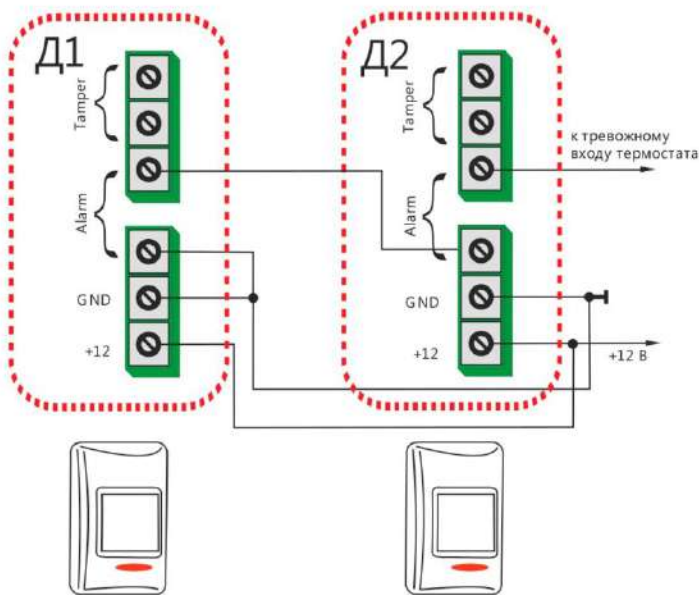 Д1
Tamper
Alarm
GND
+12
Д2
Tamper
Alarm
GND
+12
к тревожному
входу термостата
+12 В